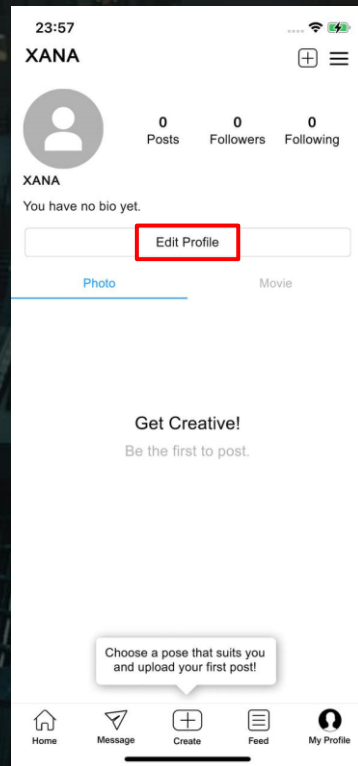 23:57
XANA
0 0 0
Posts Followers Following
XANA
You have no bio yet.
Edit Profile
Photo Movie
Get Creative!
Be the first to post.
Choose a pose that suits you
and upload your first post!
Home Message Create Feed My Profile